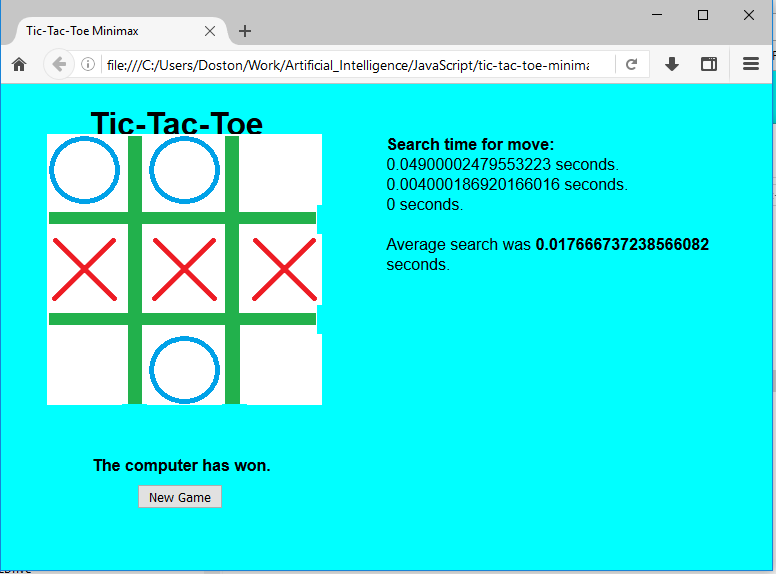 Tic-Tac-Toe Minimax
file:///C:/Users/Doston/Work/Artificial_Intelligence/JavaScript/tic-tac-toe-minima
Tic-Tac-Toe
Search time for move:
0.04900002479553223 seconds.
0.004000186920166016 seconds.
0 seconds.
Average search was 0.017666737238566082
seconds.
The computer has won.
New Game